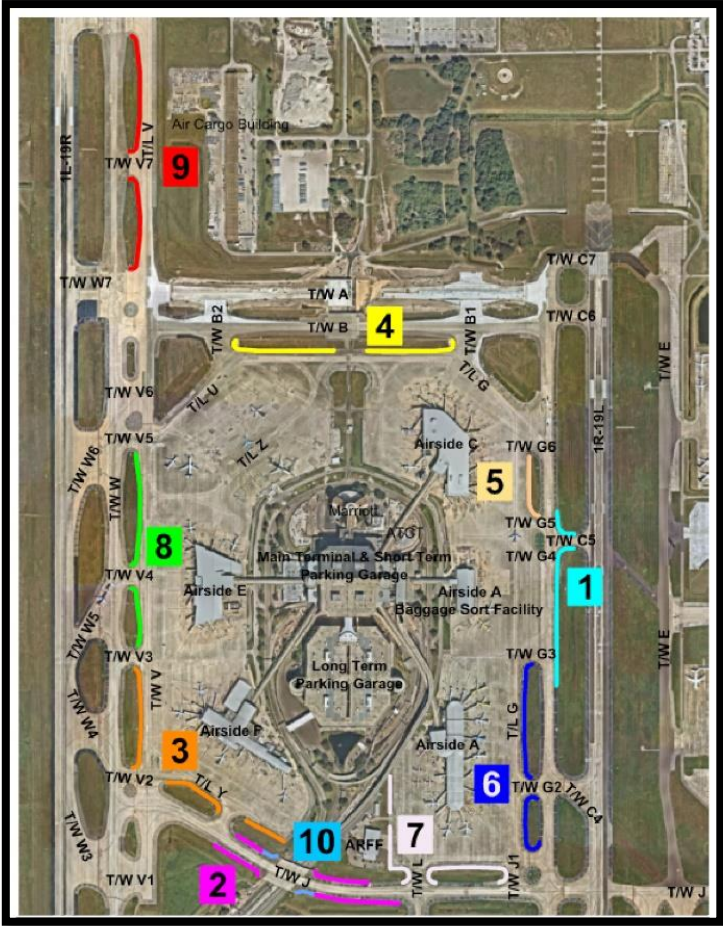 1L-19R
T/L V
Air Cargo Building
T/W V7
9
T/W W7
T/W C7
T/W A
T/W B2
T/W B
4
T/W B1
T/W C6
T/W E
T/L U
T/L G
T/W V6
T/W V5
T/L Z
Airside C
T/W G6
1R-19L
T/W W6
T/W W
5
Marriott
T/W G5
ATCT
T/W C5
8
Main Terminal & Short Term
Parking Garage
T/W G4
T/W V4
Airside E
Airside A
Baggage Sort Facility
1
T/W W5
T/W V3
T/W G3
T/W E
Long Term
Parking Garage
T/W V
T/W W4
T/L G
Airside F
Airside A
3
T/W V2
T/L Y
6
T/W G2
T/W C4
T/W W3
10
ARFF
7
T/W V1
2
T/W J
T/W L
T/W J1
T/W J